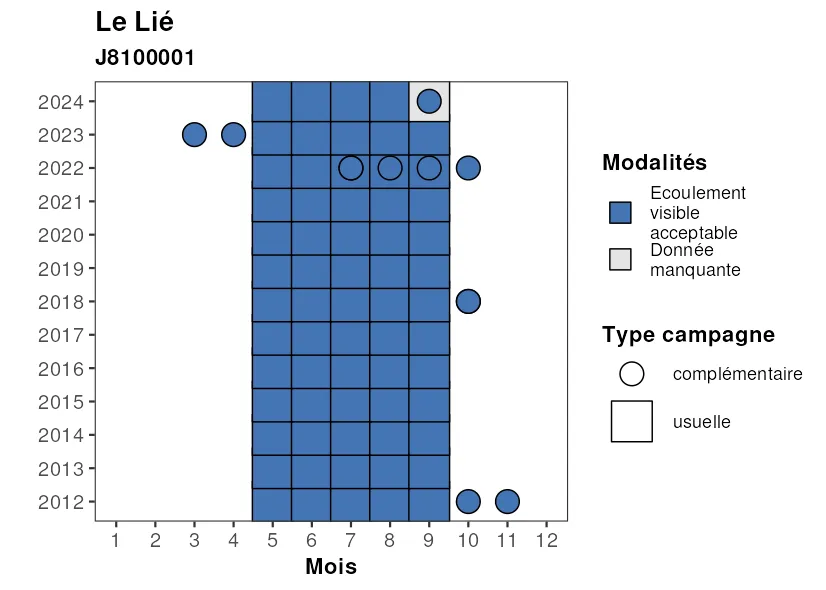 Le Lié
J8100001
2024
2023
2022
2021
2020
2019
2018
2017
2016
2015
2014
2013
2012
1 2 3 4 5 6 7 8 9 10 11 12
Mois
Modalités
Ecoulement
visible
acceptable
Donnée
manquante
Type campagne
complémentaire
usuelle